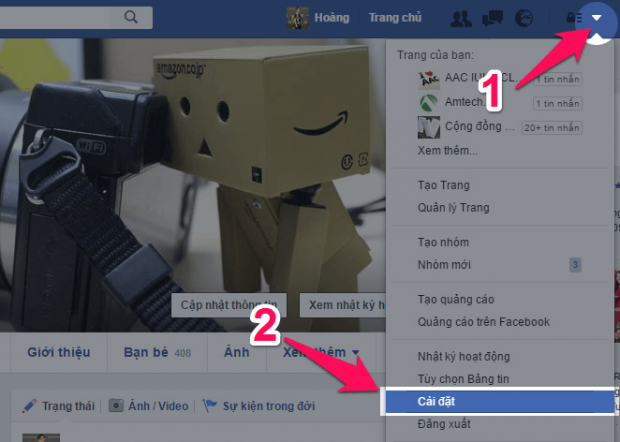 Hoàng
Trang chủ
1
Trang của bạn:
1 tin nhắn
Amtech.
1 tin nhắn
Cộng đồng ...
20+ tin nhắn
Xem thêm...
Tạo Trang
Quản lý Trang
Tạo nhóm
Nhóm mới
3
Tạo quảng cáo
Quảng cáo trên Facebook
Nhật ký hoạt động
Tùy chọn Bảng tin
Cài đặt
Đăng xuất
amazon.co.jp
WiFi
Cập nhật thông tin
Xem nhật ký
2
Giới thiệu
Bạn bè 408
Ảnh
Xem thêm
Trạng thái
Ảnh / Video
Sự kiện trong đời